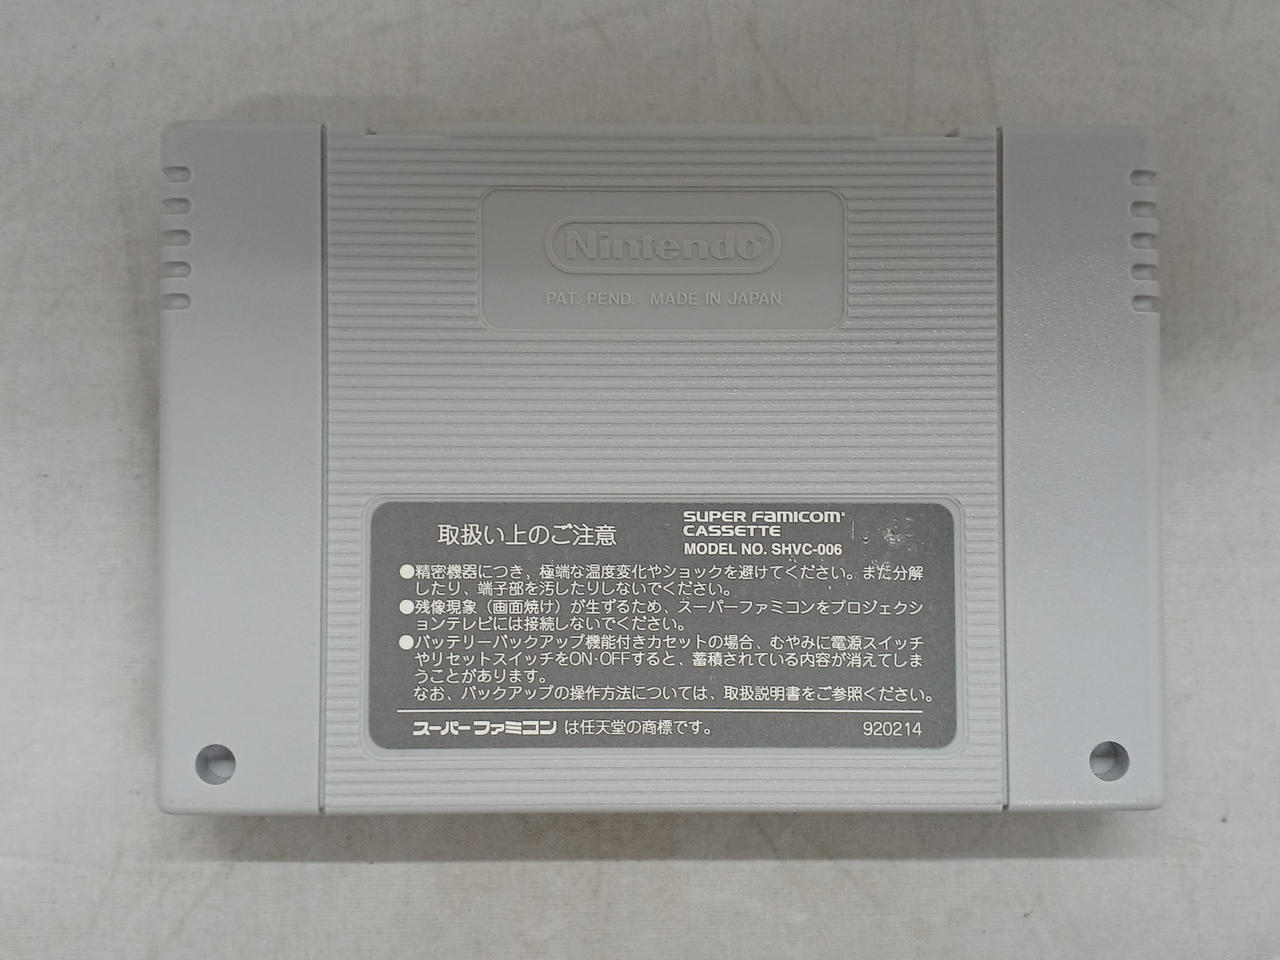 Nintendo
PAT. PEND. MADE IN JAPAN
取扱い上のご注意
SUPER FAMICOM
CASSETTE
MODEL NO. SHVC-006
●精密機器につき、極端な温度変化やショックを避けてください。また分解
したり、端子部を汚したりしないでください。
●残像現象（画面焼け）が生ずるため、スーパーファミコンをプロジェクシ
ョンテレビには接続しないでください。
●バッテリーバックアップ機能付きカセットの場合、むやみに電源スイッチ
やリセットスイッチをON・OFFすると、蓄積されている内容が消えてしま
うことがあります。
なお、バックアップの操作方法については、取扱説明書をご参照ください。
スーパーファミコン は任天堂の商標です。 920214